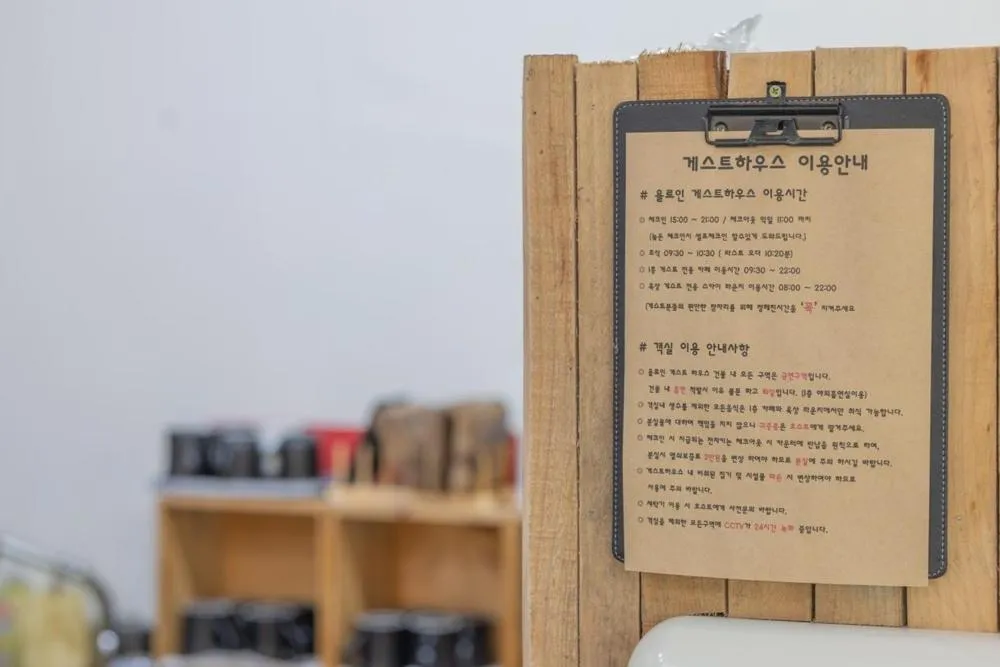 게스트하우스 이용안내
# 올로인 게스트하우스 이용시간
○ 체크인 15:00 ~ 21:00 / 체크아웃 익일 11:00 까지
(늦은 체크인시 셀프체크인 할수있게 도와드립니다.)
○ 조식 09:30 ~ 10:30 ( 라스트 오더 10:20분)
○ 1층 게스트 전용 카페 이용시간 09:30 ~ 22:00
○ 옥상 게스트 전용 스카이 라운지 이용시간 08:00 ~ 22:00
(게스트분들의 편안한 잠자리를 위해 정해진시간을 '꼭' 지켜주세요
# 객실 이용 안내사항
○ 올로인 게스트 하우스 건물 내 모든 구역은 금연구역입니다.
건물 내 흡연 적발시 이유 불문 하고 퇴실입니다. (1층 야외흡연실이용)
○ 객실내 생수를 제외한 모든음식은 1층 카페와 옥상 라운지에서만 취식 가능합니다.
○ 분실물에 대하여 책임을 지지 않으니 귀중품은 호스트에게 맡겨주세요.
○ 체크인 시 지급되는 전자키는 체크아웃 시 카운터에 반납을 원칙으로 하며,
분실시 열쇠보증금 2만원을 변상 하여야 하므로 분실에 주의 하시길 바랍니다.
○ 게스트하우스 내 비치된 집기 및 시설물 파손 시 변상하여야 하므로
사용에 주의 바랍니다.
○ 세탁기 이용 시 호스트에게 사전문의 바랍니다.
○ 객실을 제외한 모든구역에 CCTV가 24시간 녹화 중입니다.